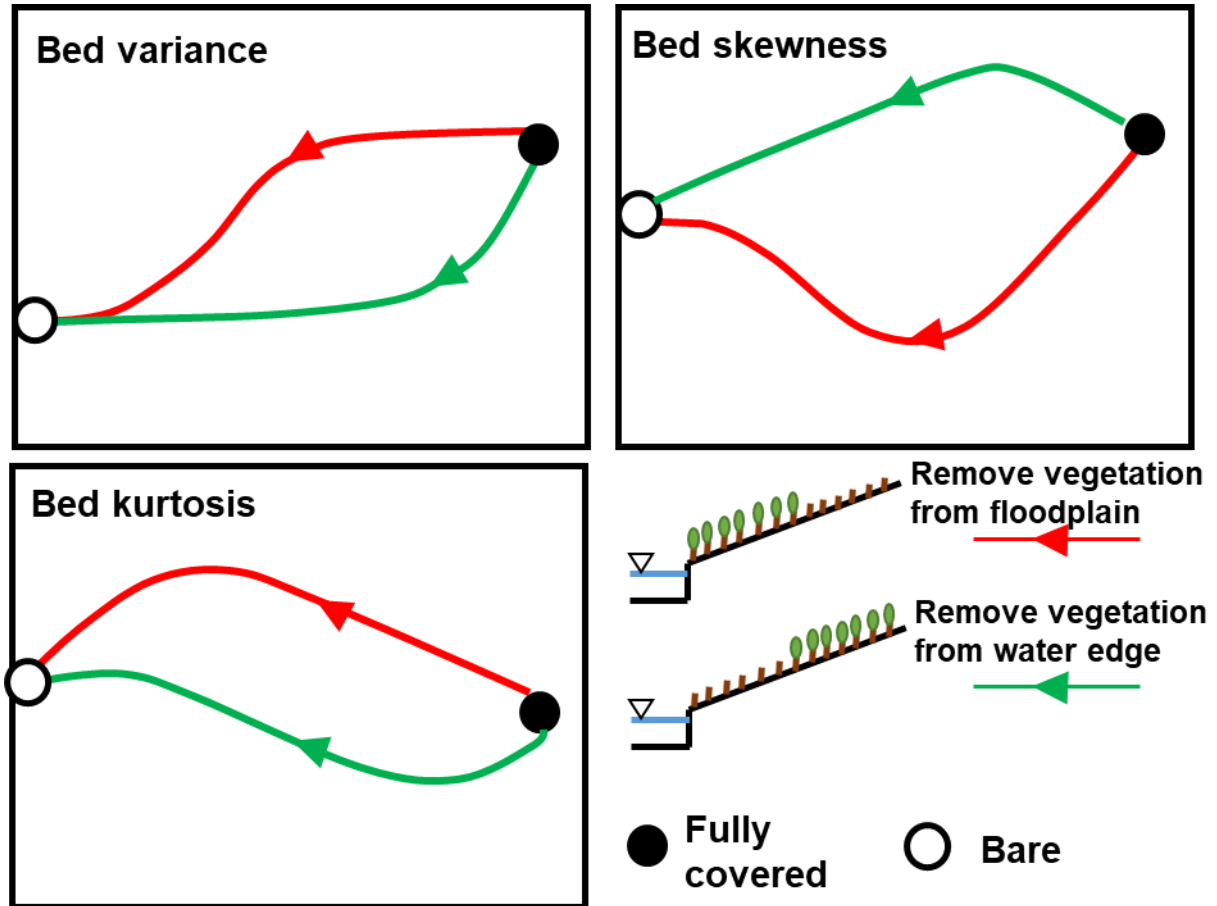 Bed variance
Bed skewness
Bed kurtosis
Remove vegetation
from floodplain
Remove vegetation
from water edge
Fully
covered
Bare